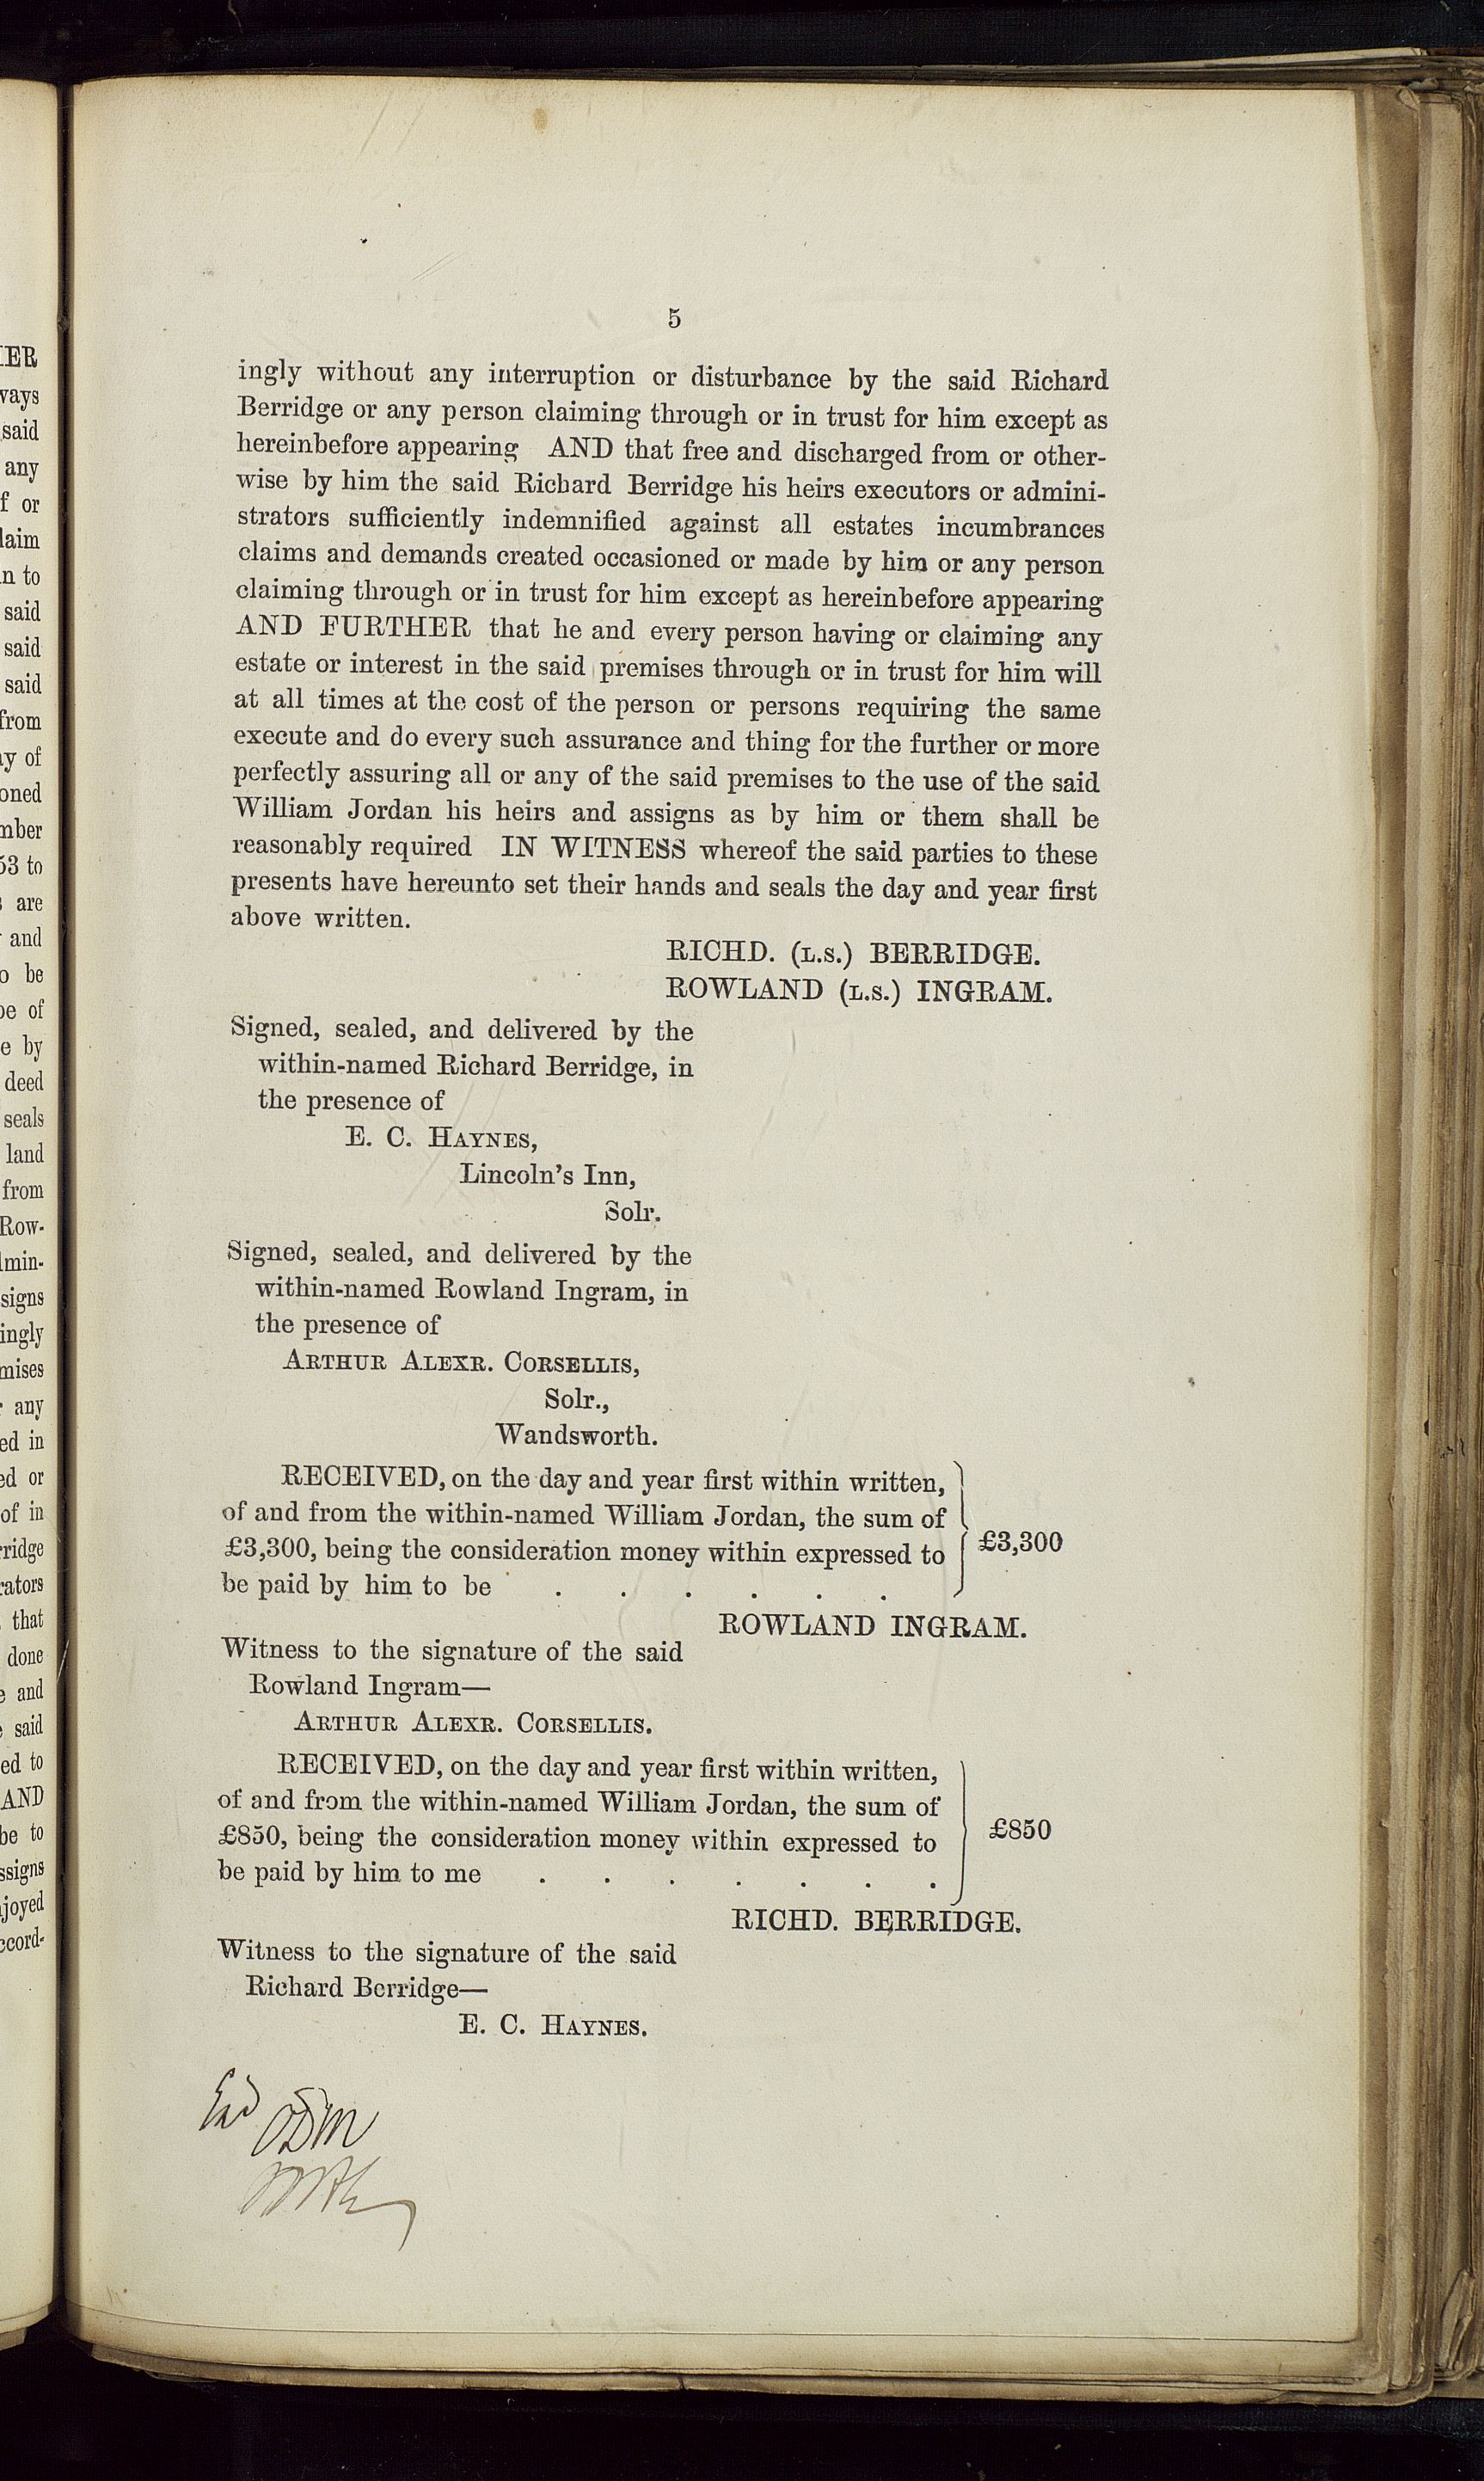 5
ingly without any interruption or disturbance by the said Richard
Berridge or any person claiming through or in trust for him except as
hereinbefore appearing AND that free and discharged from or other-
wise by him the said Richard Berridge his heirs executors or admini-
strators sufficiently indemnified against all estates incumbrances
claims and demands created occasioned or made by him or any person
claiming through or in trust for him except as hereinbefore appearing
AND FURTHER that he and every person having or claiming any
estate or interest in the said premises through or in trust for him will
at all times at the cost of the person or persons requiring the same
execute and do every such assurance and thing for the further or more
perfectly assuring all or any of the said premises to the use of the said
William Jordan his heirs and assigns as by him or them shall be
reasonably required IN WITNESS whereof the said parties to these
presents have hereunto set their hands and seals the day and year first
above written.
RICHD. (L.S.) BERRIDGE.
ROWLAND (L.S.) INGRAM.
Signed, sealed, and delivered by the
within-named Richard Berridge, in
the presence of
E. C. HAYNES,
Lincoln's Inn,
Solr.
Signed, sealed, and delivered by the
within-named Rowland Ingram, in
the presence of
ARTHUR ALEXR. CORSELLIS,
Solr.,
Wandsworth.
RECEIVED, on the day and year first within written,
of and from the within-named William Jordan, the sum of
£3,300, being the consideration money within expressed to
be paid by him to be . . . . . .
£3,300
ROWLAND INGRAM.
Witness to the signature of the said
Rowland Ingram—
ARTHUR ALEXR. CORSELLIS.
RECEIVED, on the day and year first within written,
of and from the within-named William Jordan, the sum of
£850, being the consideration money within expressed to
be paid by him to me . . . . . . .
£850
RICHD. BERRIDGE.
Witness to the signature of the said
Richard Berridge—
E. C. HAYNES.